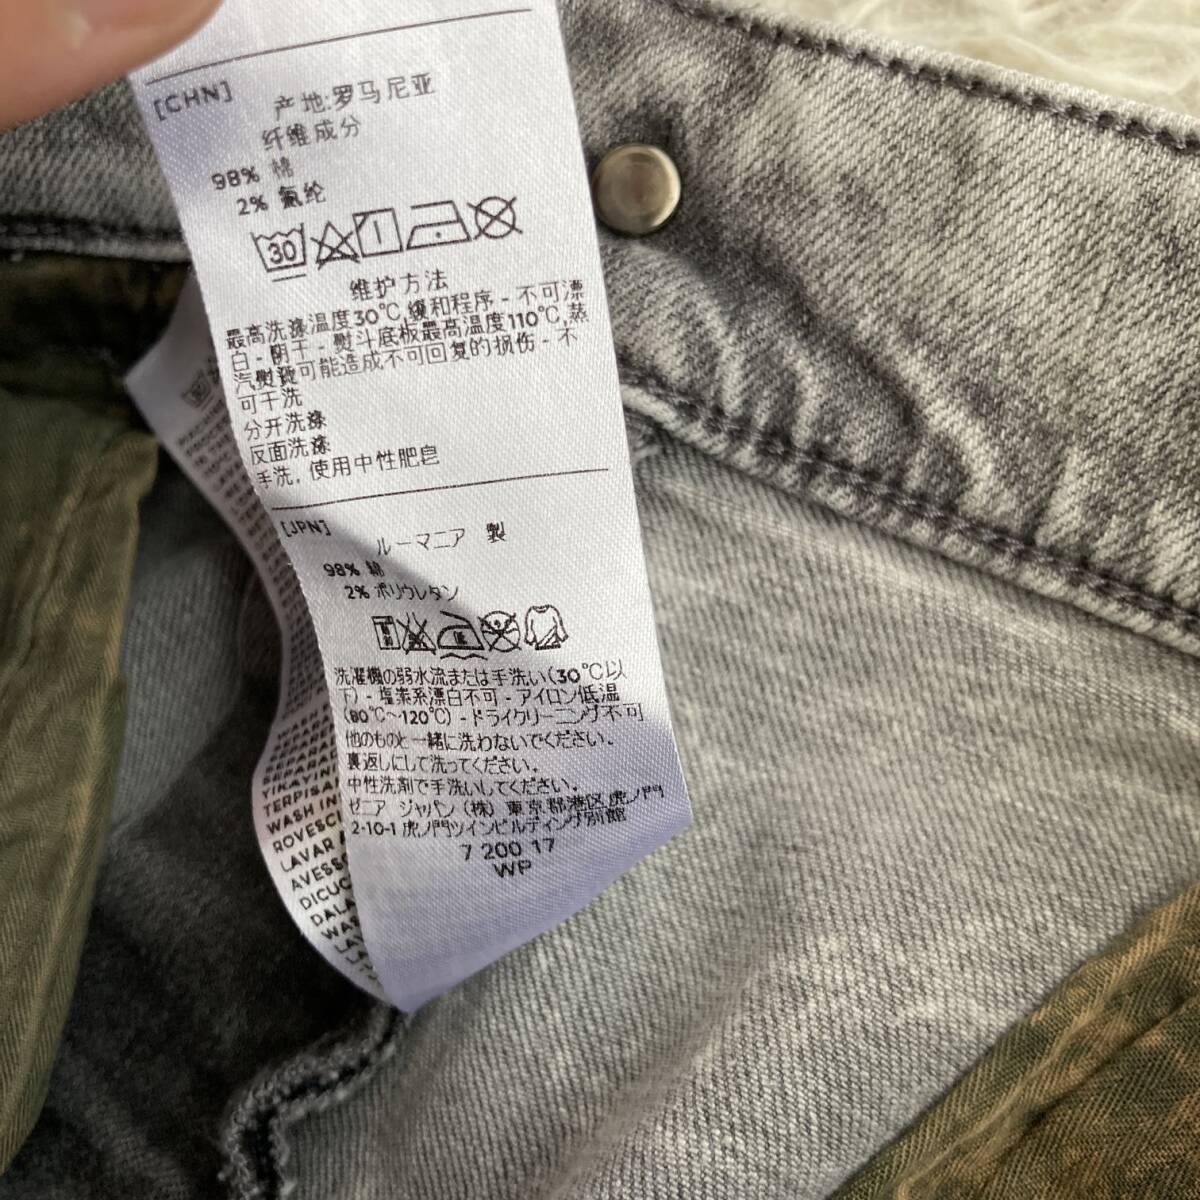 [CHN]
产地:罗马尼亚
纤维成分
98% 棉
2% 氨纶
30
维护方法
最高洗涤温度30℃,缓和程序 - 不可漂
白 - 阴干 - 熨斗底板最高温度110℃,蒸
汽熨烫可能造成不可回复的损伤 - 不
可干洗
分开洗涤
反面洗涤
手洗, 使用中性肥皂
[JPN]
ルーマニア 製
98% 綿
2% ポリウレタン
洗濯機の弱水流または手洗い(30℃以
下) - 塩素系漂白不可 - アイロン低温
(80℃~120℃) - ドライクリーニング不可
他のものと一緒に洗わないでください。
裏返しにして洗ってください。
中性洗剤で手洗いしてください。
ゼニア ジャパン (株) 東京都港区虎ノ門
2-10-1 虎ノ門ツインビルディング別館
7 200 17
WP
WASH
SEPARA
YIKAYIN
TERPISA
WASH IN
ROVESCI
LAVAR
AVESSO
DICUC
DALA
WAS